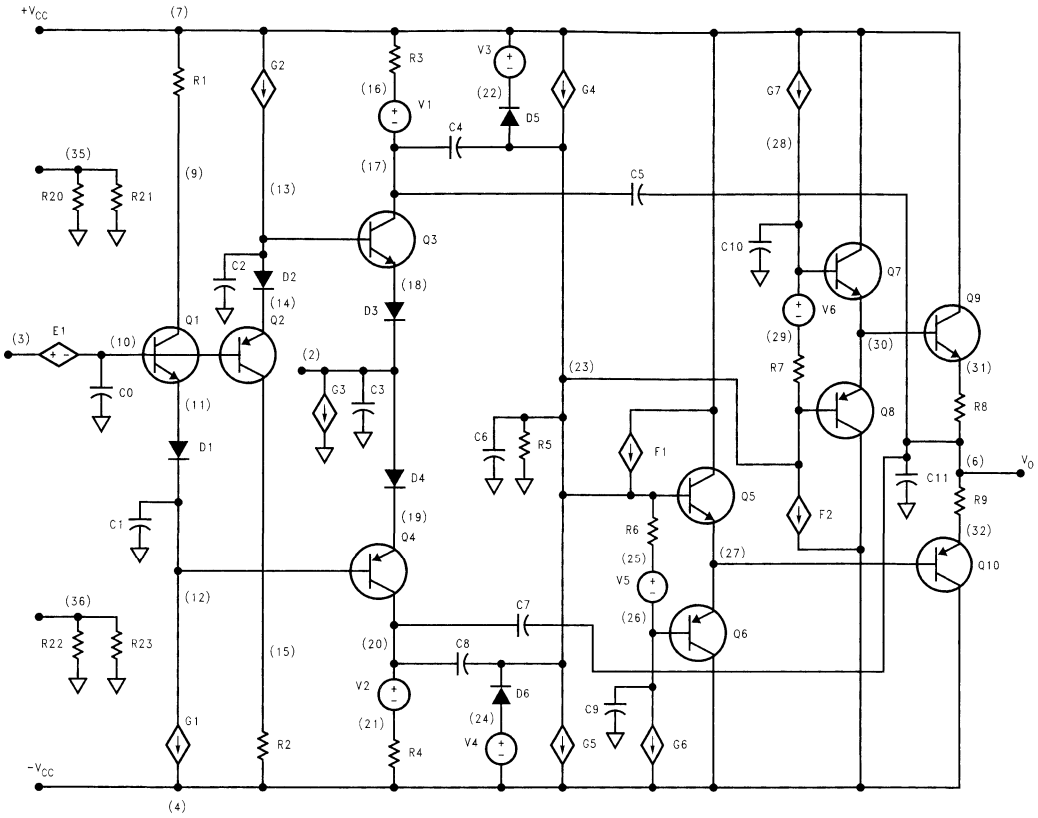 +VCC
(7)
R1
G2
R3
V3
(16)
V1
(22)
G4
G7
D5
C4
(28)
(35)
(17)
R20
R21
(9)
(13)
C5
Q3
C10
Q7
C2
D2
(18)
(14)
D3
V6
Q9
(3)
E1
(10)
Q1
Q2
(29)
(30)
(2)
(23)
R7
(31)
C0
(11)
G3
C3
Q8
R8
D1
C6
R5
F1
(6)
VO
D4
C11
Q5
R9
C1
(19)
R6
F2
(32)
Q4
(25)
(27)
Q10
(12)
V5
(36)
C7
(26)
Q6
R22
R23
(20)
C8
(15)
V2
D6
C9
(21)
(24)
G1
R2
R4
V4
G5
G6
-VCC
(4)